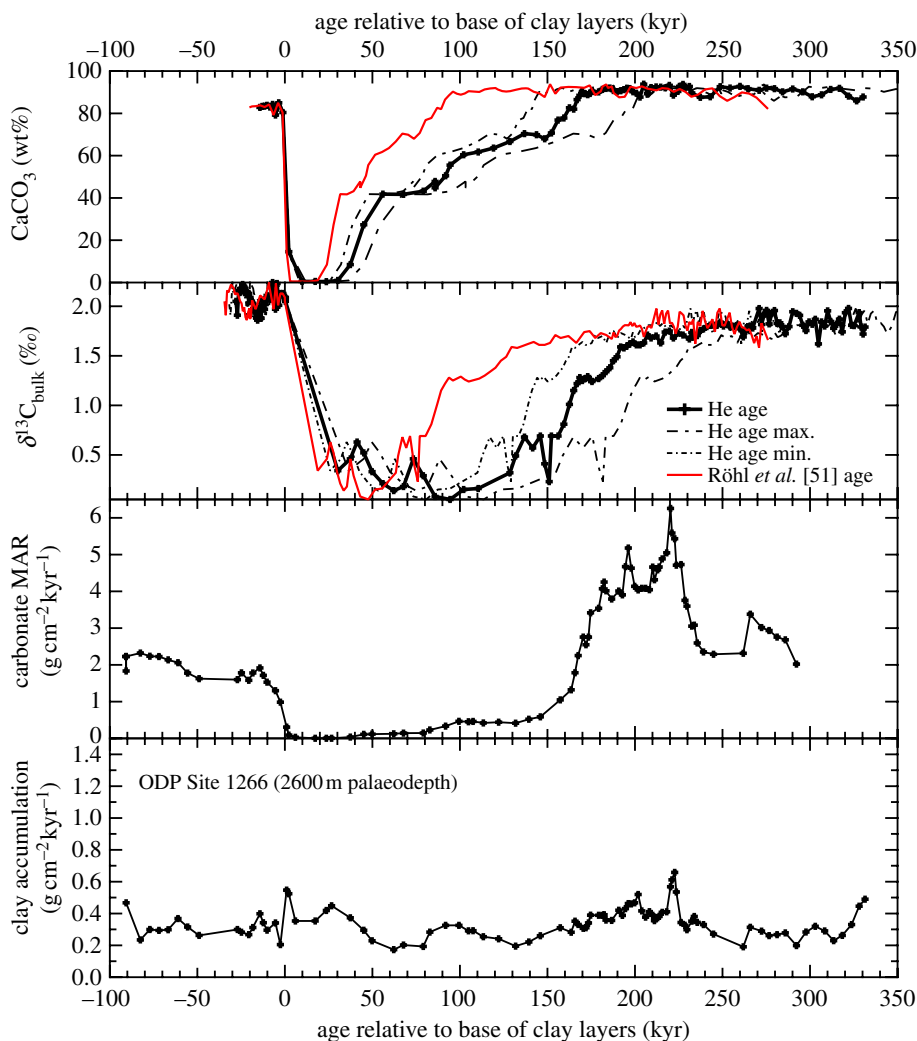 age relative to base of clay layers (kyr)
−100 −50 0 50 100 150 200 250 300 350
100
80
60
40
20
0
CaCO₃ (wt%)
2.0
1.5
1.0
0.5
δ¹³C_bulk (‰)
He age
He age max.
He age min.
Röhl et al. [51] age
6
5
4
3
2
1
0
carbonate MAR
(g cm⁻² kyr⁻¹)
1.4
1.2
1.0
0.8
0.6
0.4
0.2
0.0
clay accumulation
(g cm⁻² kyr⁻¹)
ODP Site 1266 (2600 m palaeodepth)
−100 −50 0 50 100 150 200 250 300 350
age relative to base of clay layers (kyr)